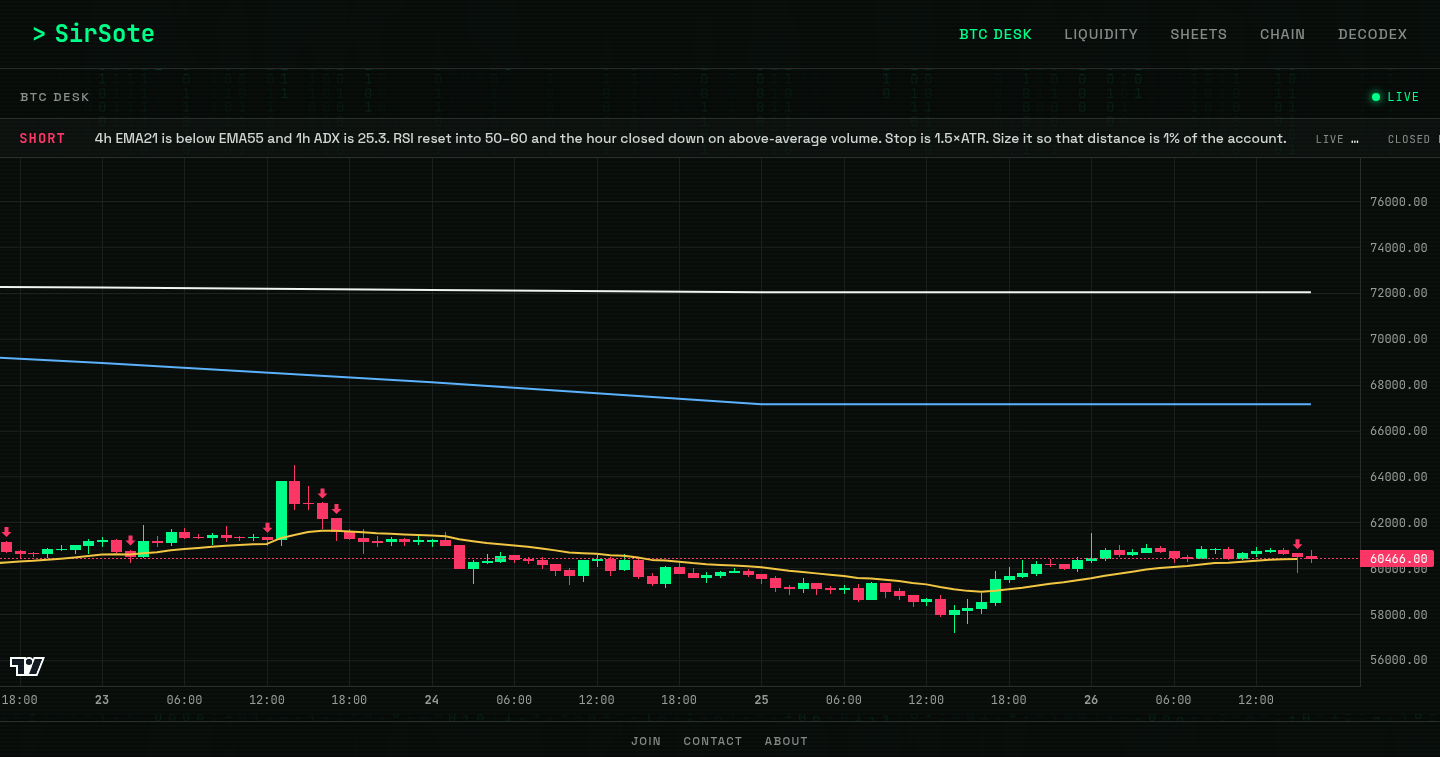 > SirSote
BTC DESK LIQUIDITY SHEETS CHAIN DECODEX
BTC DESK
LIVE
SHORT 4h EMA21 is below EMA55 and 1h ADX is 25.3. RSI reset into 50–60 and the hour closed down on above-average volume. Stop is 1.5×ATR. Size it so that distance is 1% of the account. LIVE … CLOSED
76000.00
74000.00
72000.00
70000.00
68000.00
66000.00
64000.00
62000.00
60466.00
60000.00
58000.00
56000.00
18:00 23 06:00 12:00 18:00 24 06:00 12:00 18:00 25 06:00 12:00 18:00 26 06:00 12:00
JOIN CONTACT ABOUT